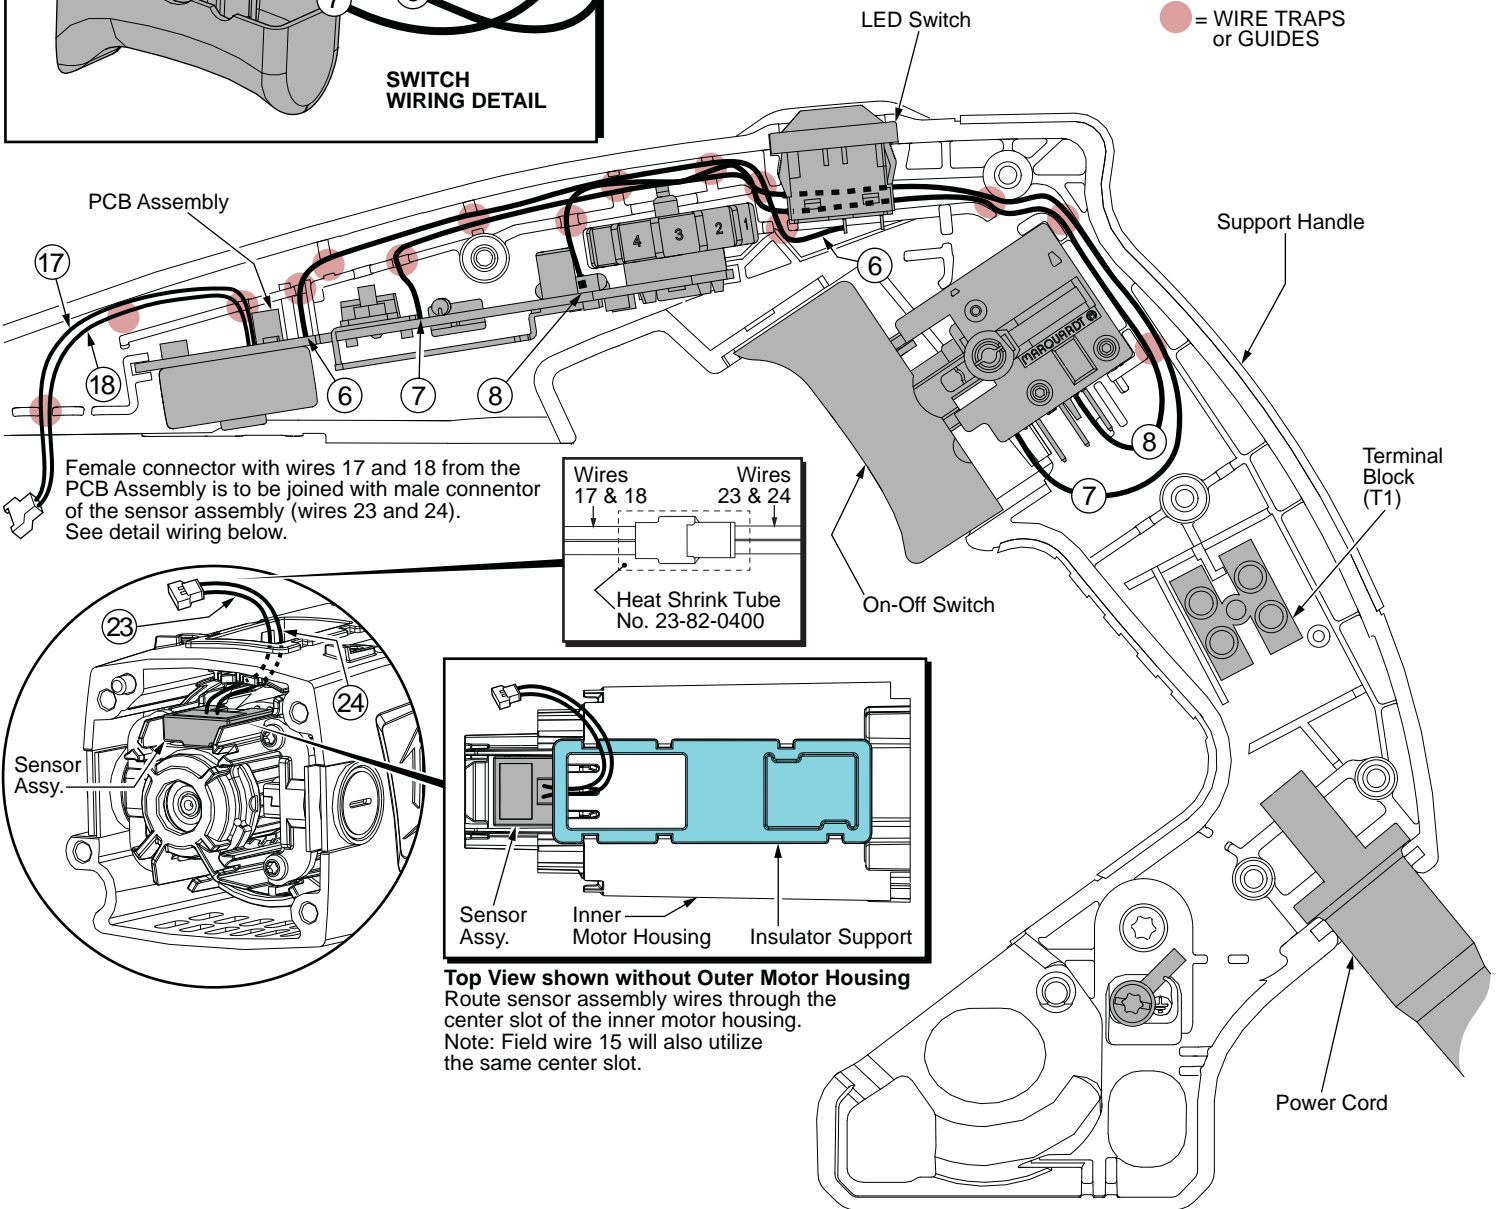 7
SWITCH
WIRING DETAIL
LED Switch
= WIRE TRAPS
or GUIDES
PCB Assembly
Support Handle
17
18
4
3
2
1
6
MARQUARDT
6
7
8
8
7
Female connector with wires 17 and 18 from the
PCB Assembly is to be joined with male connentor
of the sensor assembly (wires 23 and 24).
See detail wiring below.
Wires
17 & 18
Wires
23 & 24
Heat Shrink Tube
No. 23-82-0400
On-Off Switch
Terminal
Block
(T1)
23
24
Sensor
Assy.
Sensor
Assy.
Inner
Motor Housing
Insulator Support
Top View shown without Outer Motor Housing
Route sensor assembly wires through the
center slot of the inner motor housing.
Note: Field wire 15 will also utilize
the same center slot.
Power Cord